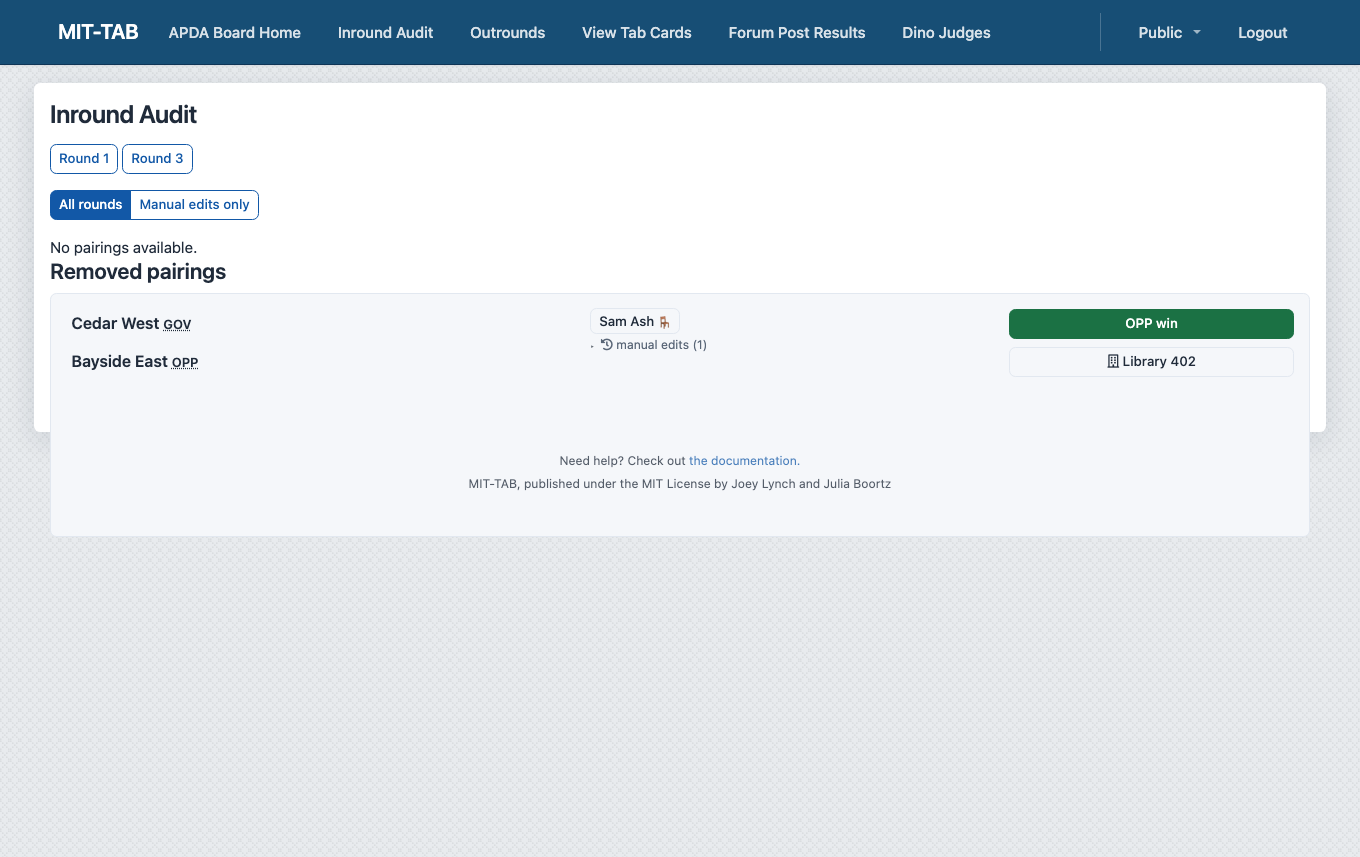 MIT-TAB APDA Board Home Inround Audit Outrounds View Tab Cards Forum Post Results Dino Judges Public Logout
Inround Audit
Round 1 Round 3
All rounds Manual edits only
No pairings available.
Removed pairings
Cedar West GOV
Sam Ash
OPP win
manual edits (1)
Bayside East OPP
Library 402
Need help? Check out the documentation.
MIT-TAB, published under the MIT License by Joey Lynch and Julia Boortz